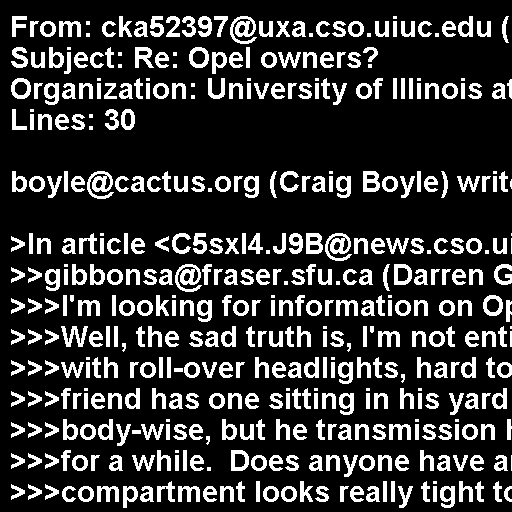 From: cka52397@uxa.cso.uiuc.edu (
Subject: Re: Opel owners?
Organization: University of Illinois at
Lines: 30

boyle@cactus.org (Craig Boyle) write

>In article <C5sxI4.J9B@news.cso.ui
>>gibbonsa@fraser.sfu.ca (Darren G
>>>I'm looking for information on Op
>>>Well, the sad truth is, I'm not enti
>>>with roll-over headlights, hard to
>>>friend has one sitting in his yard
>>>body-wise, but he transmission h
>>>for a while.  Does anyone have a
>>>compartment looks really tight to